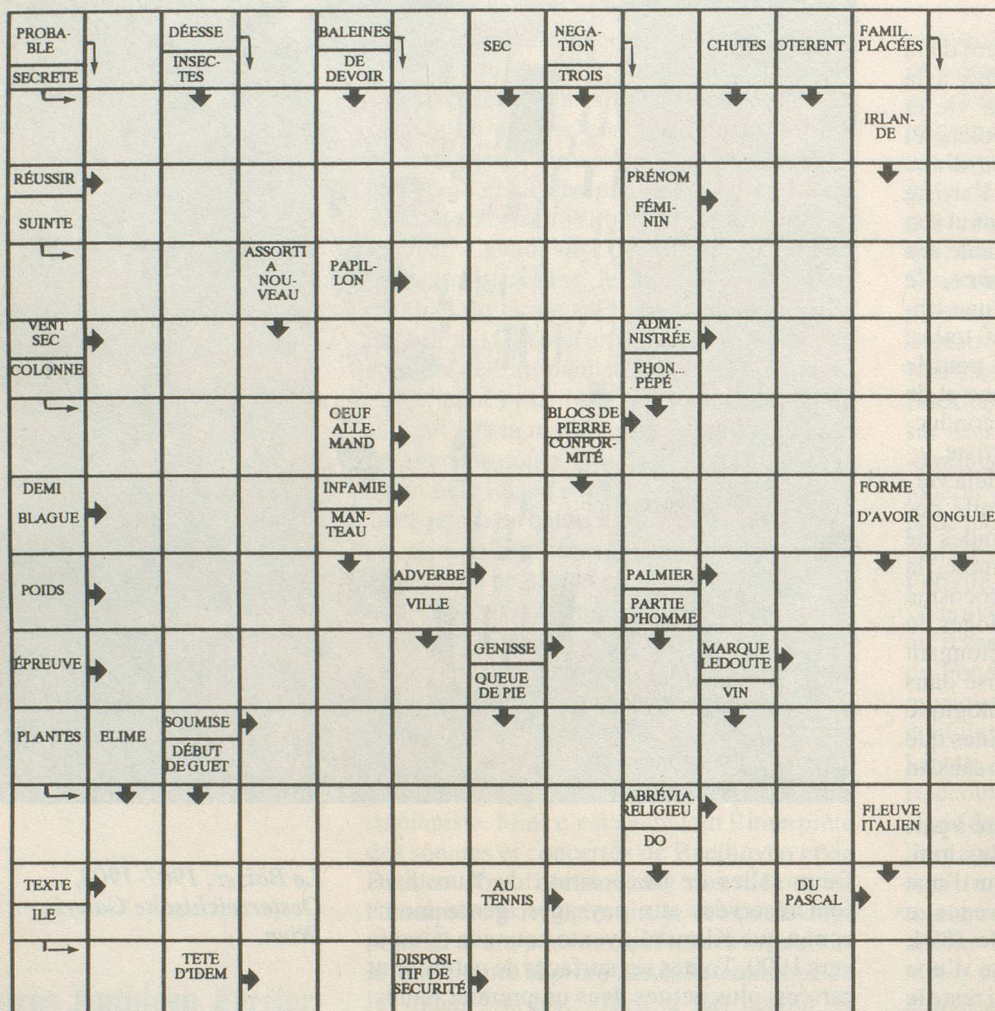 PROBA-
BLE
SECRETE
DÉESSE
INSEC-
TES
BALEINES
DE
DEVOIR
SEC
NEGA-
TION
TROIS
CHUTES
OTERENT
FAMIL..
PLACÉES
IRLAN-
DE
RÉUSSIR
SUINTE
PRÉNOM
FÉMI-
NIN
ASSORTI
A
NOU-
VEAU
PAPIL-
LON
VENT
SEC
COLONNE
ADMI-
NISTRÉE
PHON...
PÉPÉ
OEUF
ALLE-
MAND
BLOCS DE
PIERRE
CONFOR-
MITÉ
DEMI
BLAGUE
INFAMIE
MAN-
TEAU
FORME
D'AVOIR
ONGULE
POIDS
ADVERBE
VILLE
PALMIER
PARTIE
D'HOMME
ÉPREUVE
GENISSE
QUEUE
DE PIE
MARQUE
LEDOUTE
VIN
PLANTES
ELIME
SOUMISE
DÉBUT
DE GUET
ABRÉVIA.
ELIGIEU
DO
FLEUVE
ITALIEN
TEXTE
ILE
AU
TENNIS
DU
PASCAL
TETE
D'IDEM
DISPOSI-
TIF DE
SECURITÉ